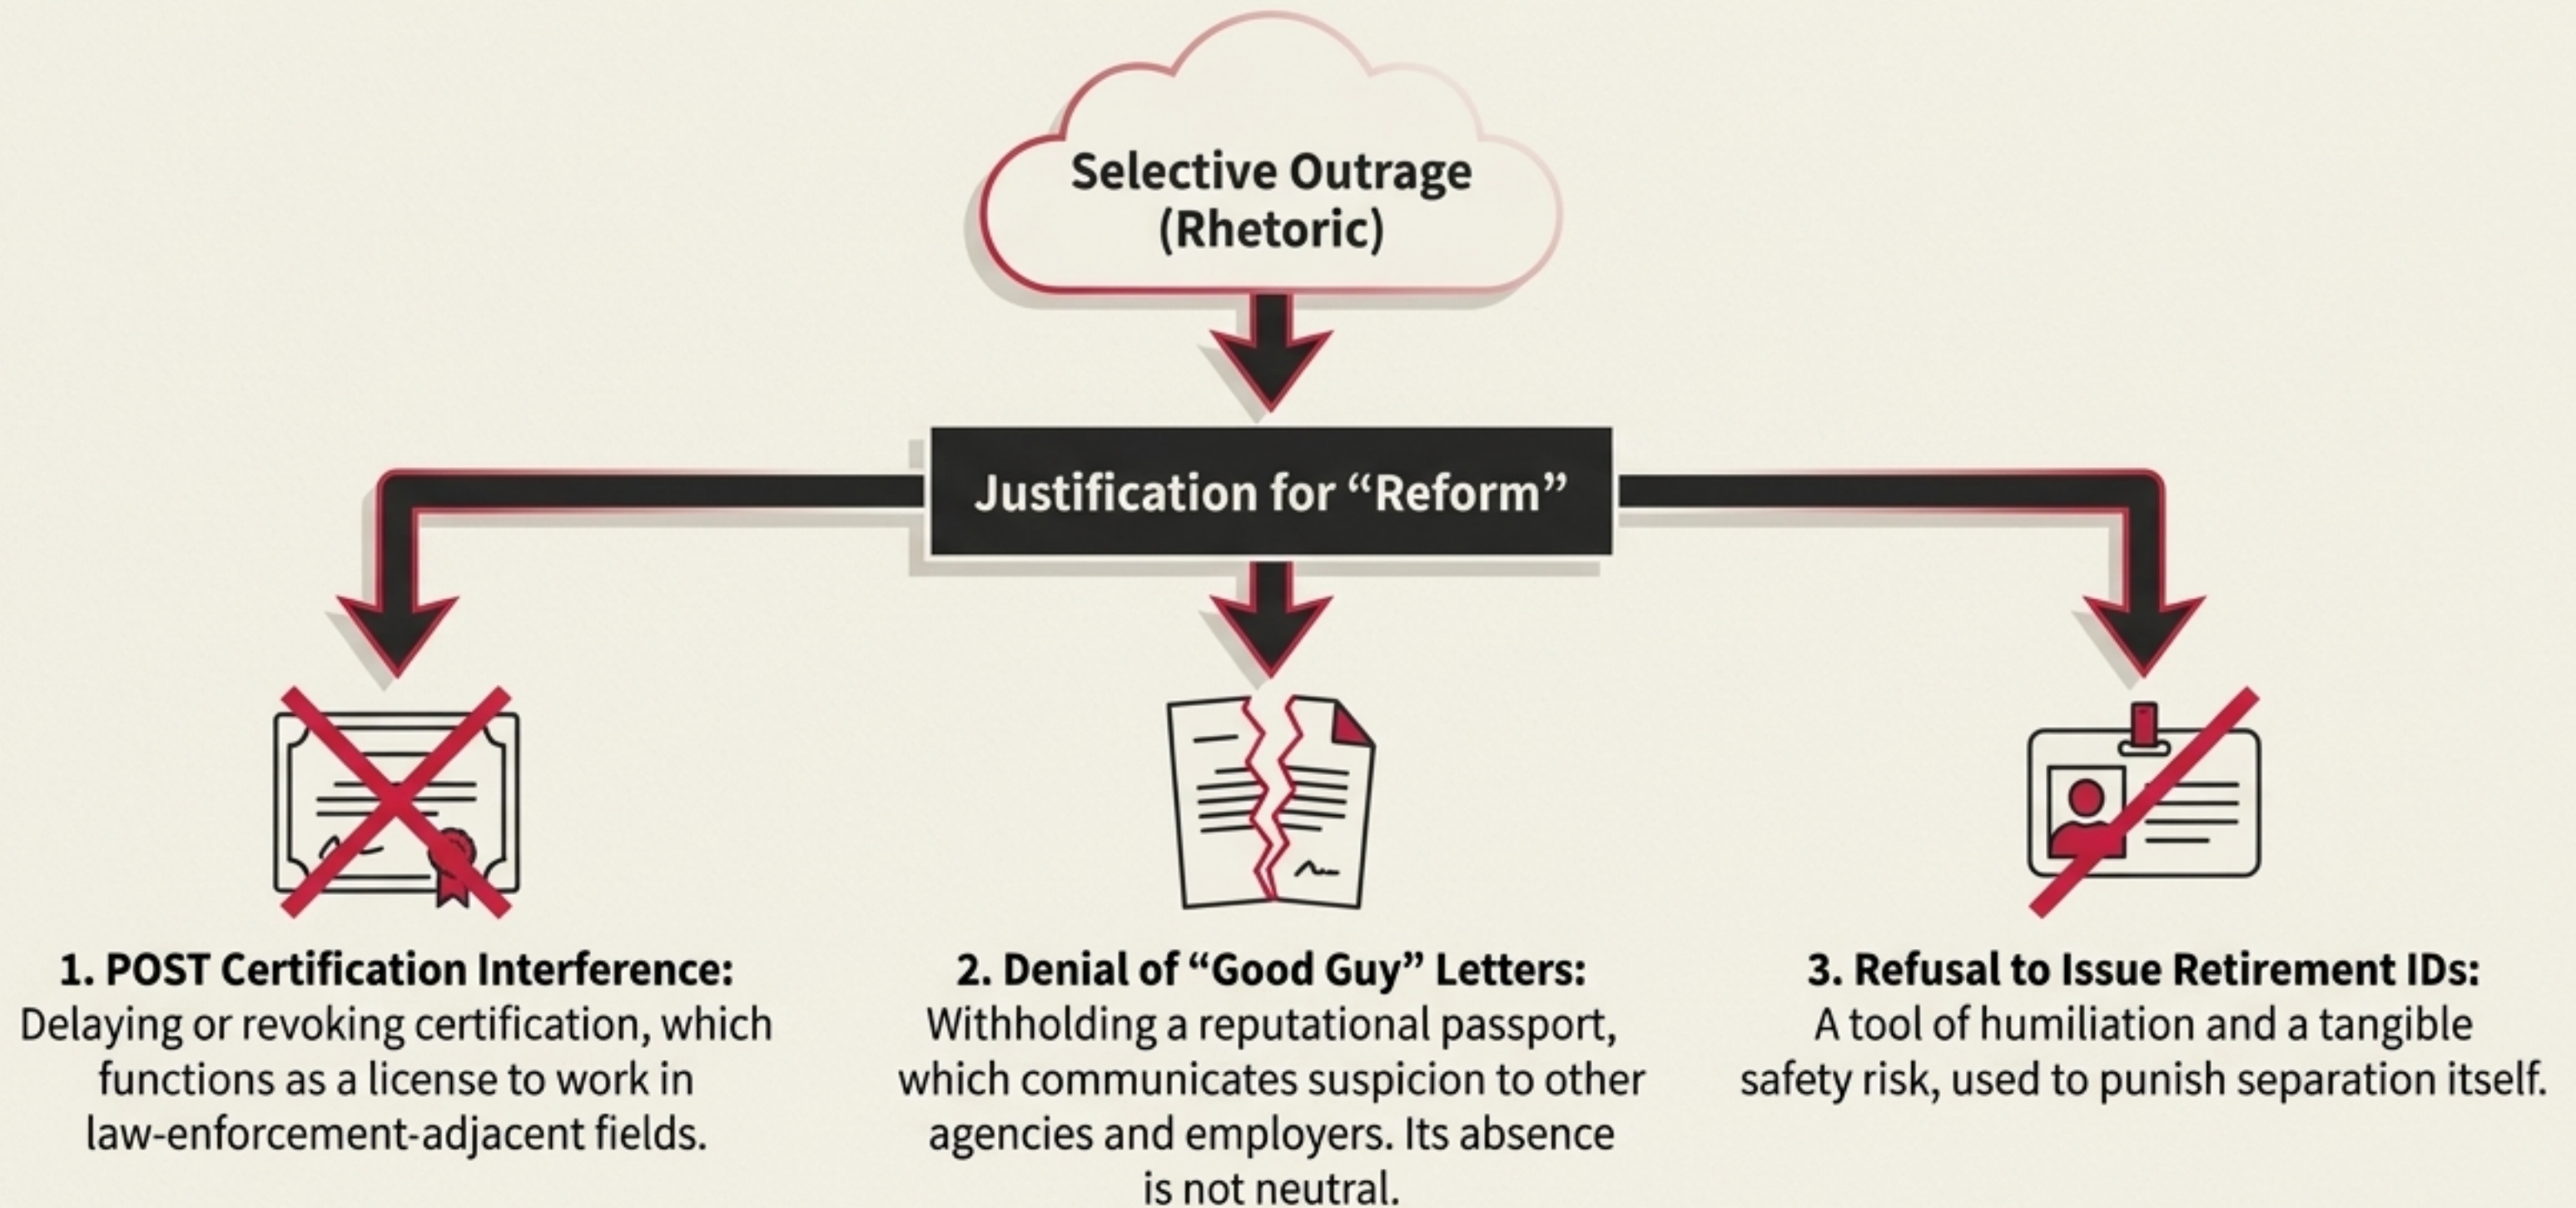 Selective Outrage
(Rhetoric)
Justification for “Reform”
1. POST Certification Interference:
Delaying or revoking certification, which
functions as a license to work in
law-enforcement-adjacent fields.
2. Denial of “Good Guy” Letters:
Withholding a reputational passport,
which communicates suspicion to other
agencies and employers. Its absence
is not neutral.
3. Refusal to Issue Retirement IDs:
A tool of humiliation and a tangible
safety risk, used to punish separation itself.